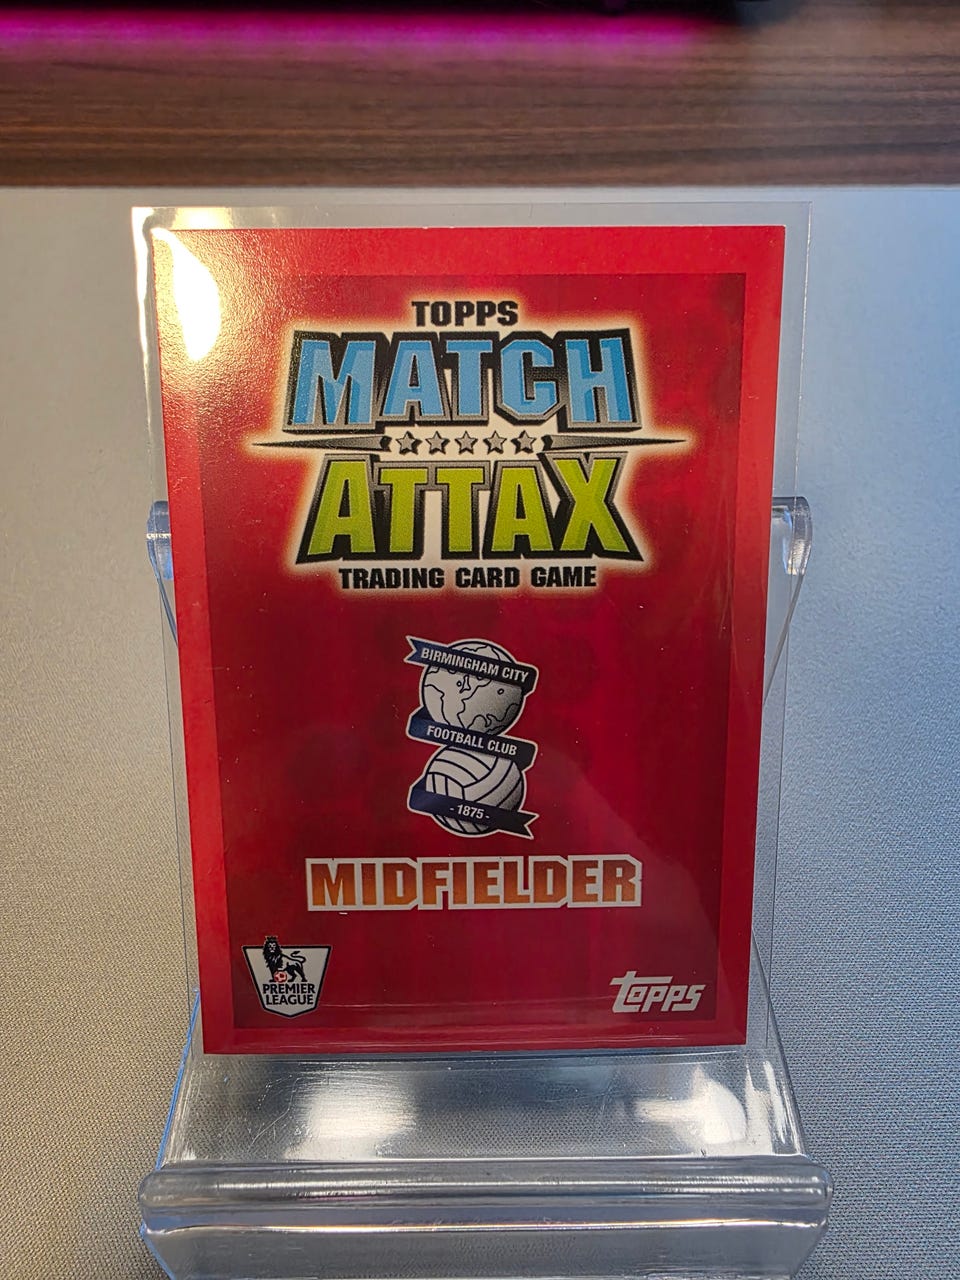 TOPPS
MATCH
ATTAX
TRADING CARD GAME
BIRMINGHAM CITY
FOOTBALL CLUB
- 1875 -
MIDFIELDER
PREMIER
LEAGUE
topps